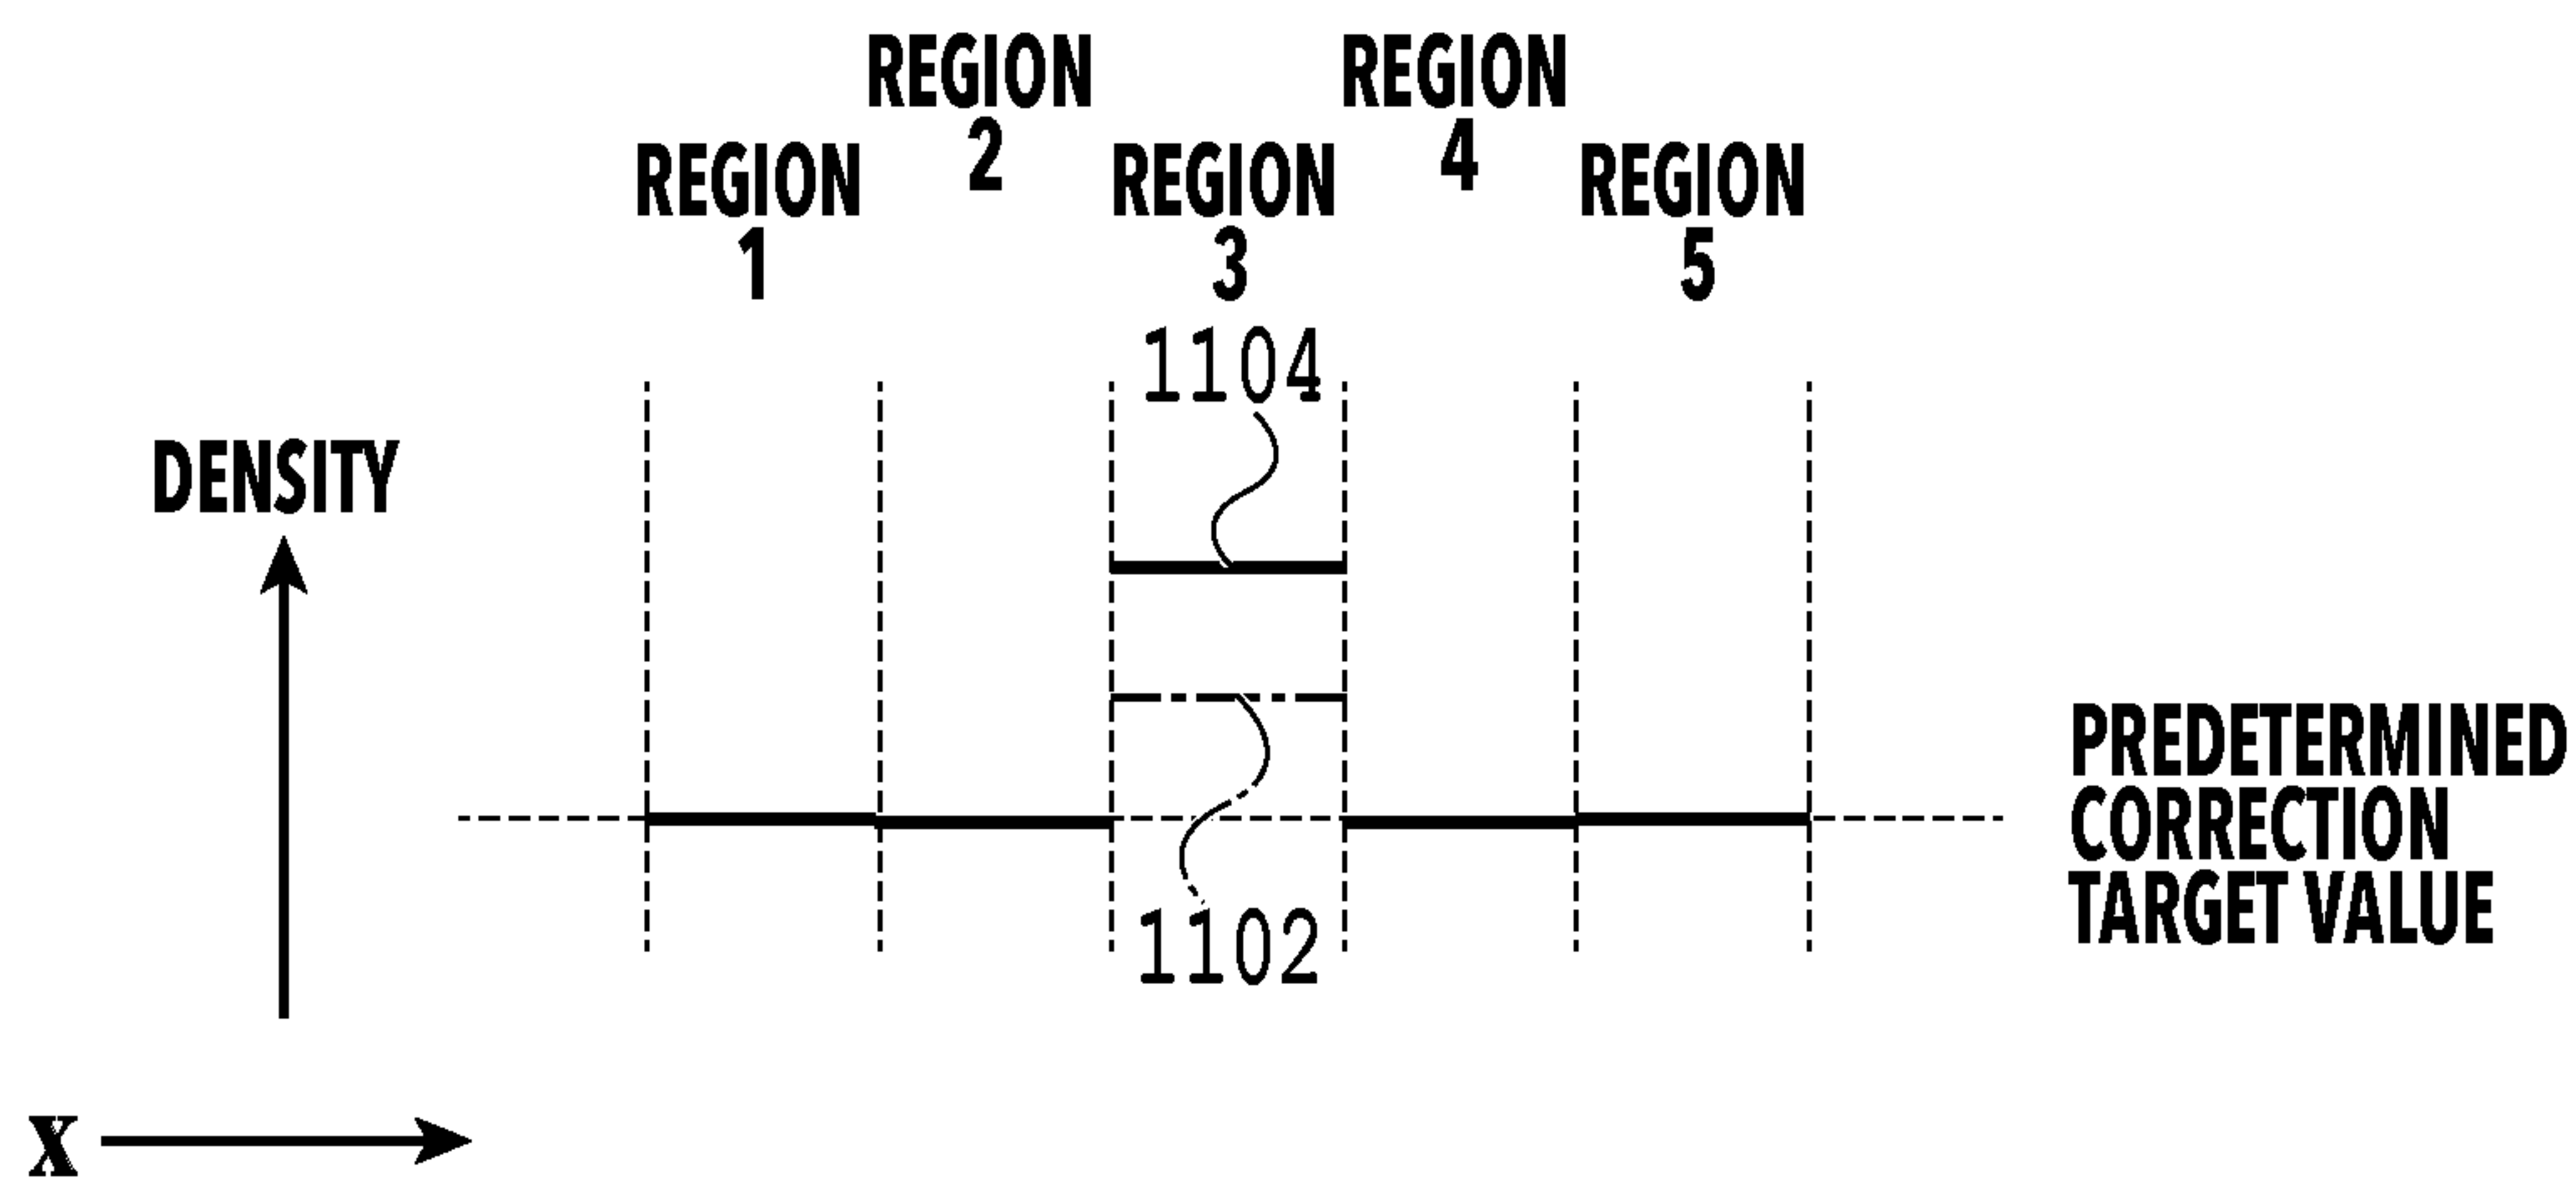 REGION
2
REGION
4
REGION
1
REGION
3
REGION
5
1104
DENSITY
PREDETERMINED
CORRECTION
TARGET VALUE
1102
X